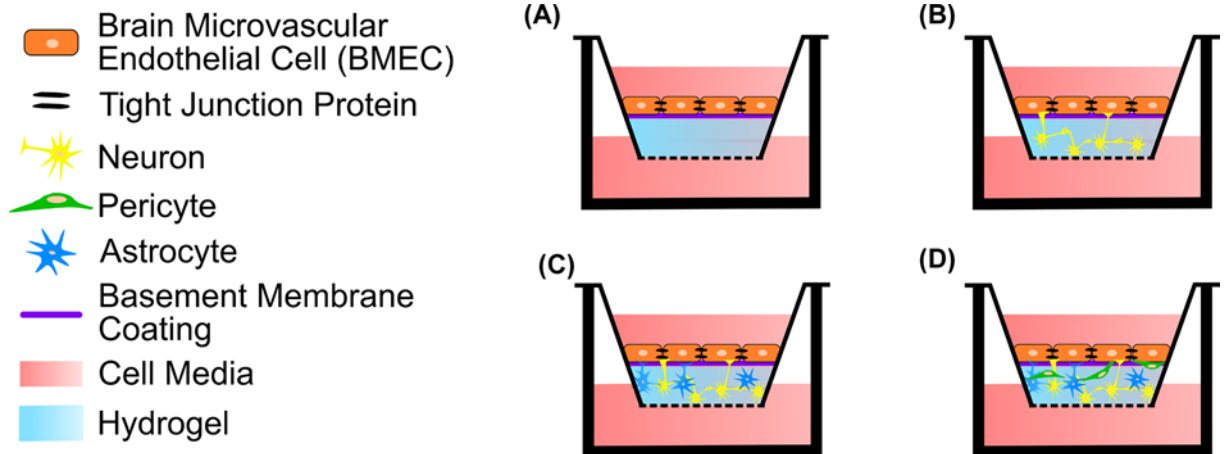 Brain Microvascular
Endothelial Cell (BMEC)
Tight Junction Protein
Neuron
Pericyte
Astrocyte
Basement Membrane
Coating
Cell Media
Hydrogel
(A)
(B)
(C)
(D)